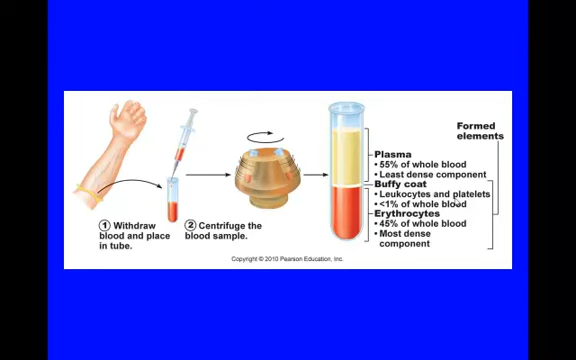 Formed
elements
Plasma
• 55% of whole blood
• Least dense component
Buffy coat
• Leukocytes and platelets
• <1% of whole blood
Erythrocytes
• 45% of whole blood
• Most dense
component
① Withdraw
blood and place
in tube.
② Centrifuge the
blood sample.
Copyright © 2010 Pearson Education, Inc.